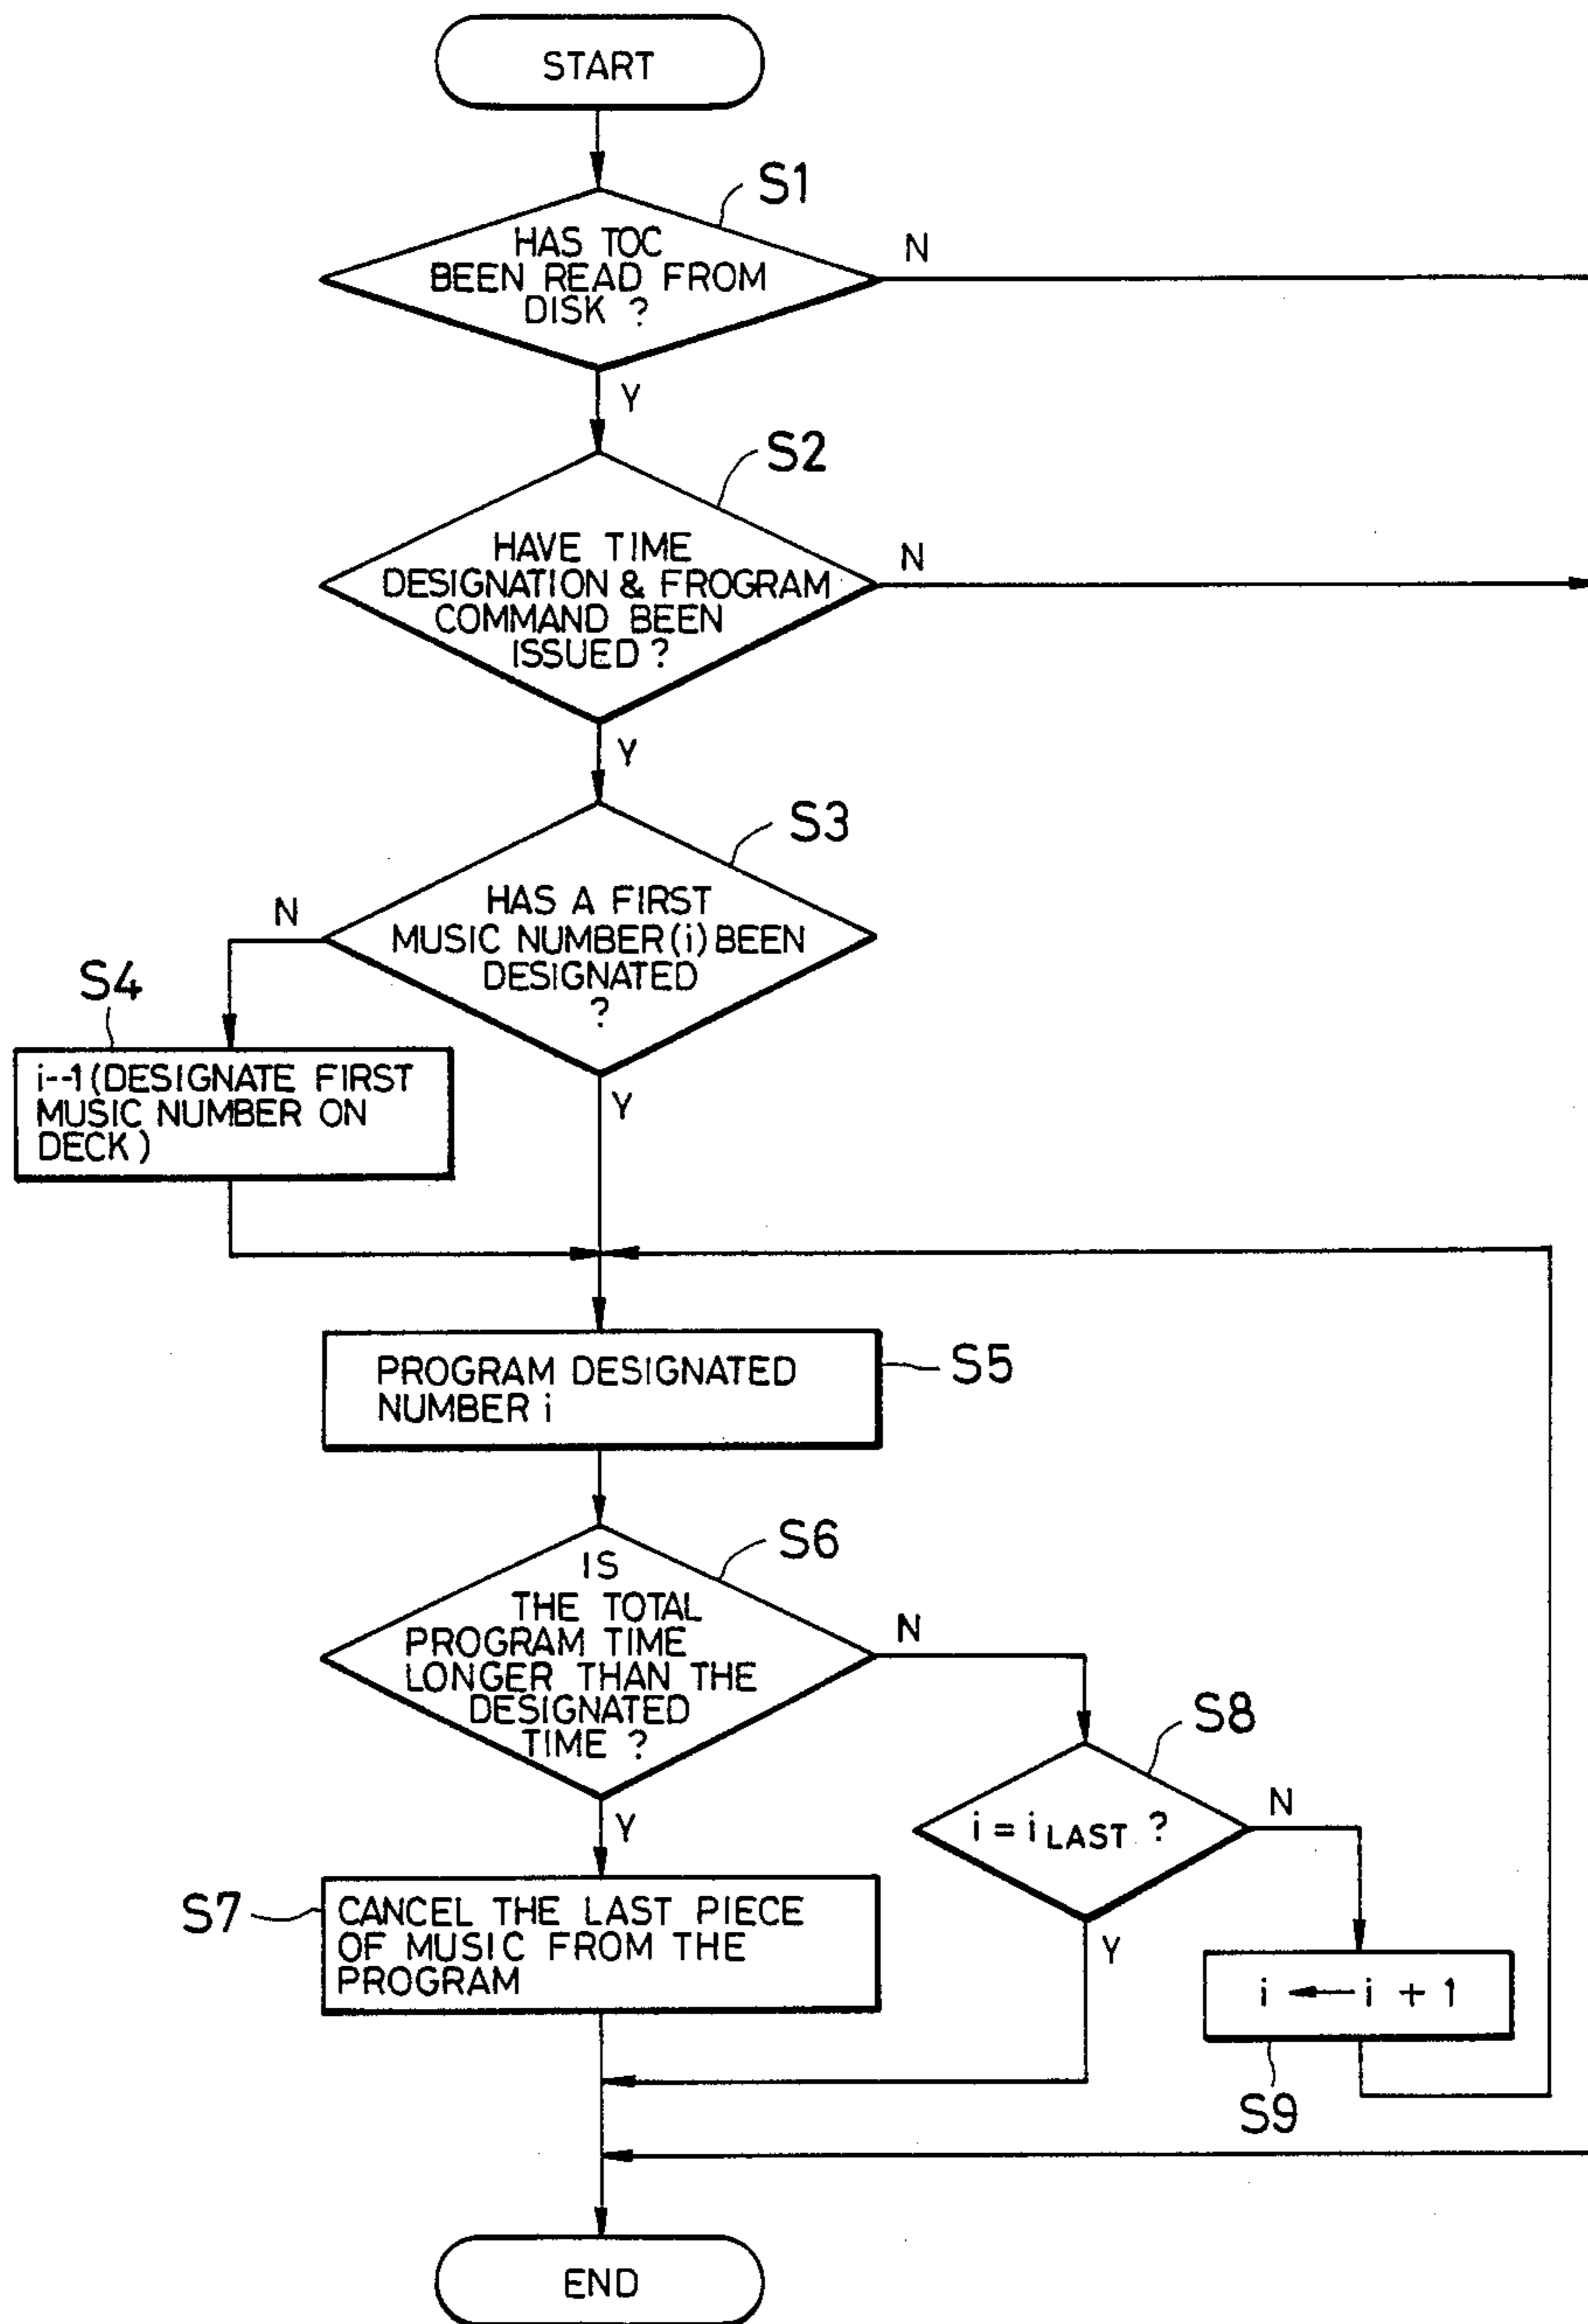 START
S1
HAS TOC
BEEN READ FROM
DISK ?
N
Y
S2
HAVE TIME
DESIGNATION & FROGRAM
COMMAND BEEN
ISSUED ?
N
Y
S3
HAS A FIRST
MUSIC NUMBER(i) BEEN
DESIGNATED
?
N
Y
S4
i--1(DESIGNATE FIRST
MUSIC NUMBER ON
DECK)
PROGRAM DESIGNATED
NUMBER i
S5
S6
IS
THE TOTAL
PROGRAM TIME
LONGER THAN THE
DESIGNATED
TIME ?
N
Y
S8
i = i LAST ?
N
Y
S7
CANCEL THE LAST PIECE
OF MUSIC FROM THE
PROGRAM
i ← i + 1
S9
END